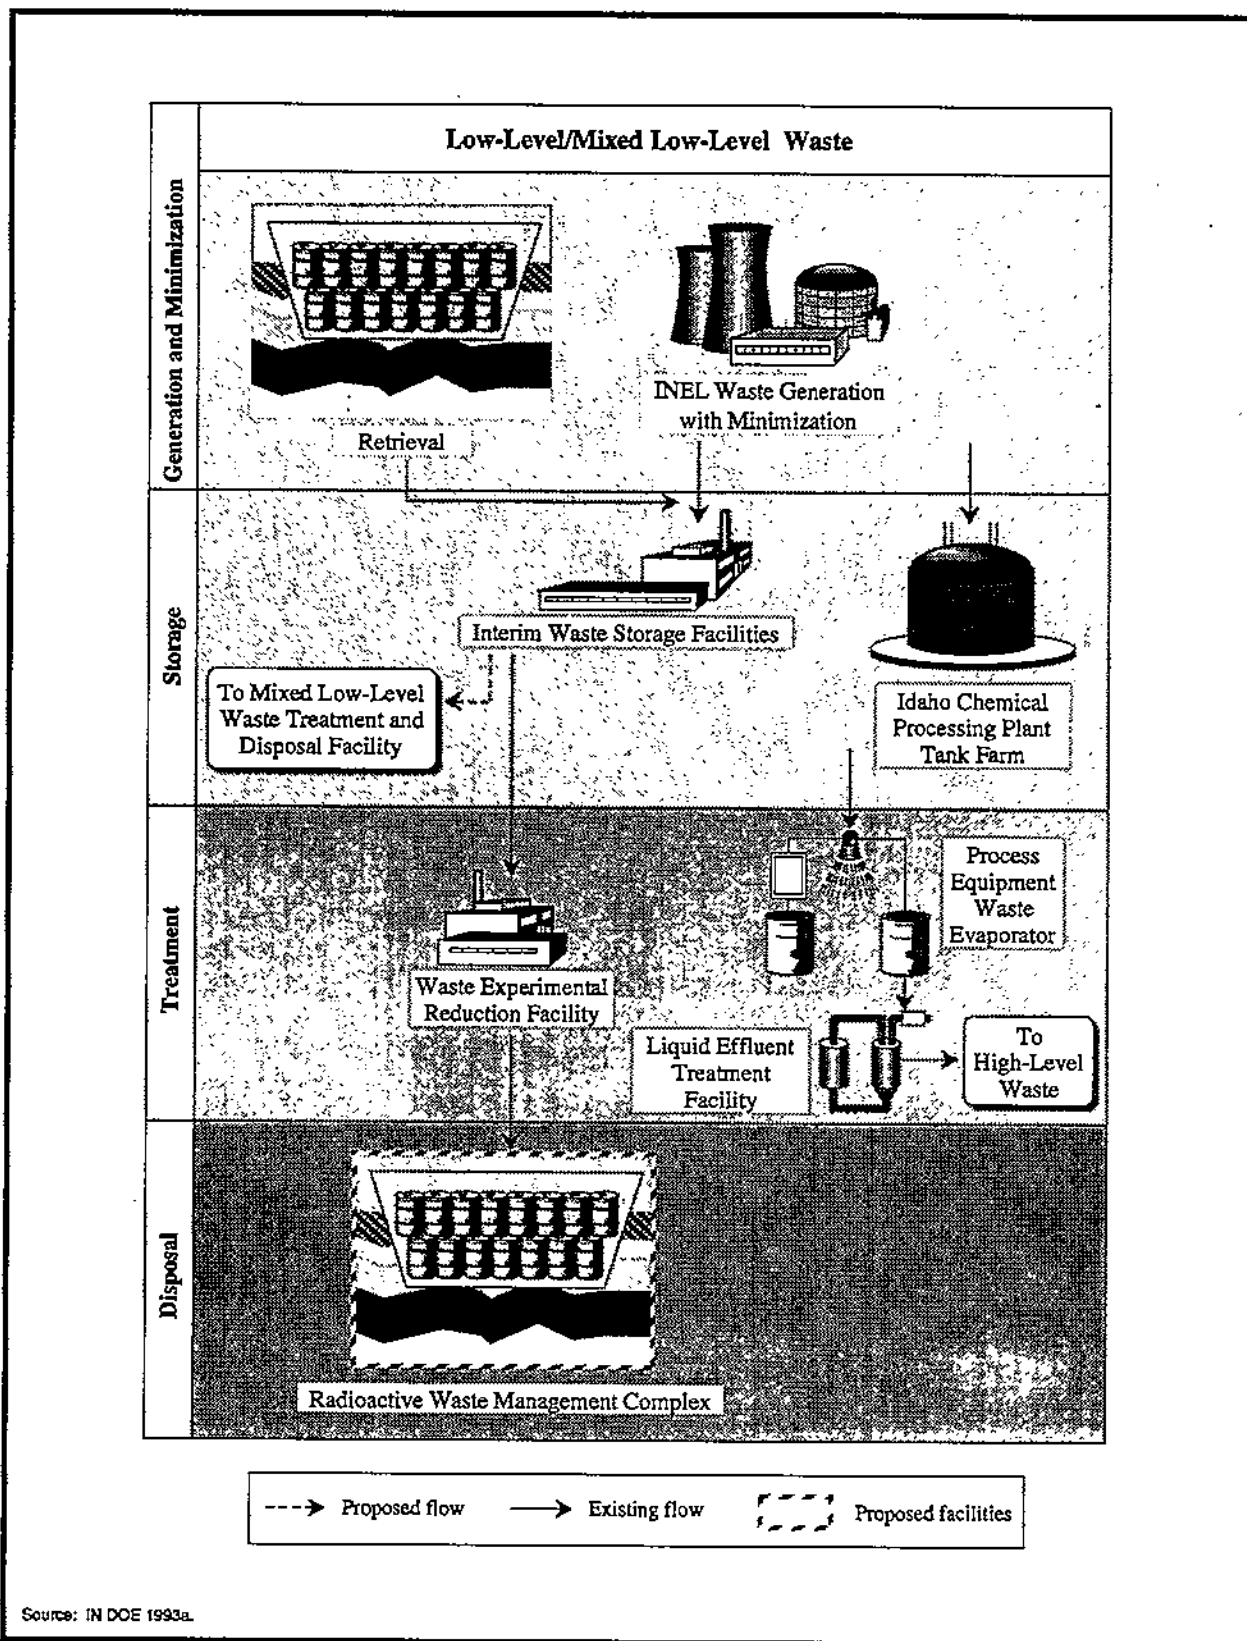 Low-Level/Mixed Low-Level Waste
Generation and Minimization
Retrieval
INEL Waste Generation
with Minimization
Storage
Interim Waste Storage Facilities
To Mixed Low-Level
Waste Treatment and
Disposal Facility
Idaho Chemical
Processing Plant
Tank Farm
Treatment
Process
Equipment
Waste
Evaporator
Waste Experimental
Reduction Facility
Liquid Effluent
Treatment
Facility
To
High-Level
Waste
Disposal
Radioactive Waste Management Complex
Proposed flow
Existing flow
Proposed facilities
Source: IN DOE 1993a.